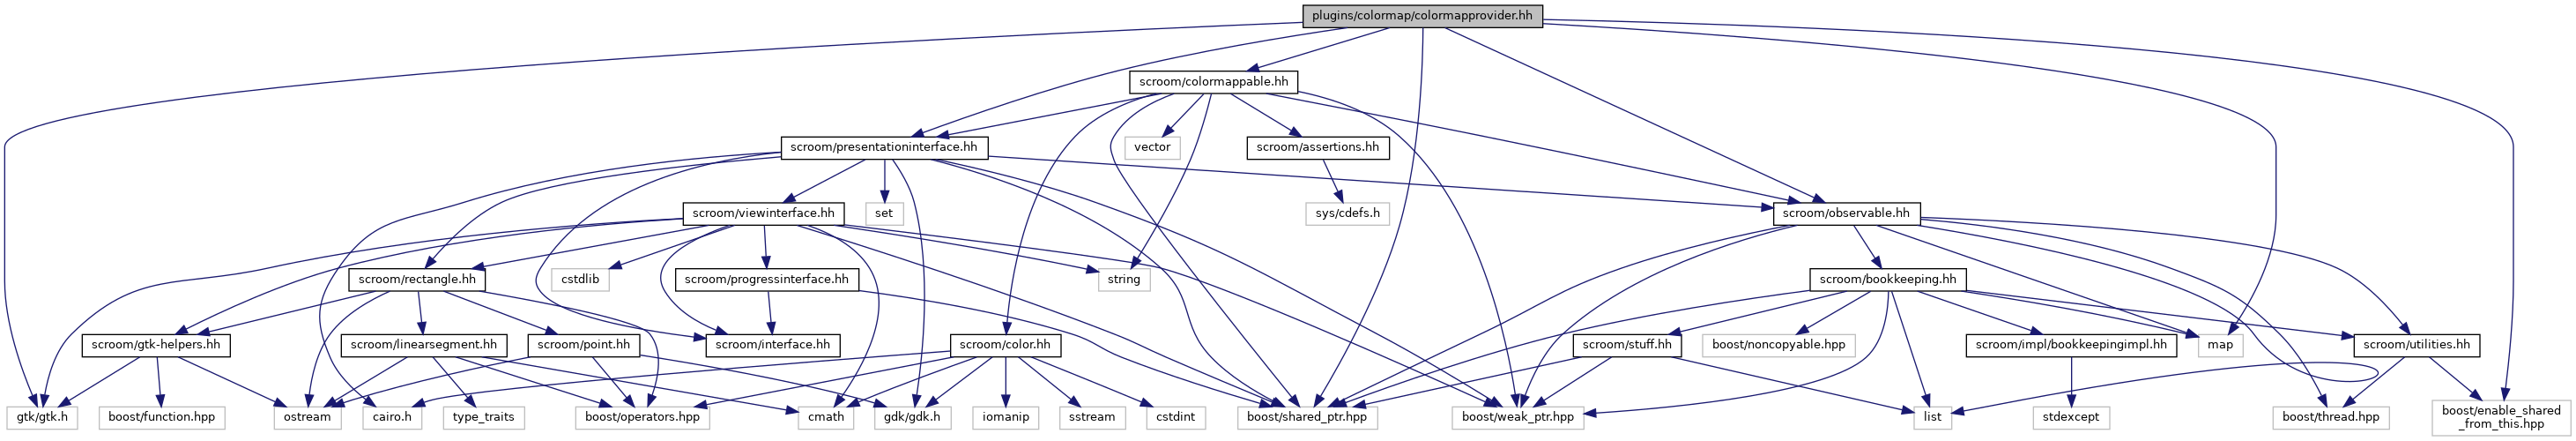 plugins/colormap/colormapprovider.hh
scroom/colormappable.hh
scroom/presentationinterface.hh
vector
scroom/assertions.hh
scroom/viewinterface.hh
set
sys/cdefs.h
scroom/observable.hh
scroom/rectangle.hh
cstdlib
scroom/progressinterface.hh
string
scroom/bookkeeping.hh
scroom/gtk-helpers.hh
scroom/linearsegment.hh
scroom/point.hh
scroom/interface.hh
scroom/color.hh
scroom/stuff.hh
boost/noncopyable.hpp
scroom/impl/bookkeepingimpl.hh
map
scroom/utilities.hh
gtk/gtk.h
boost/function.hpp
ostream
cairo.h
type_traits
boost/operators.hpp
cmath
gdk/gdk.h
iomanip
sstream
cstdint
boost/shared_ptr.hpp
boost/weak_ptr.hpp
list
stdexcept
boost/thread.hpp
boost/enable_shared
_from_this.hpp